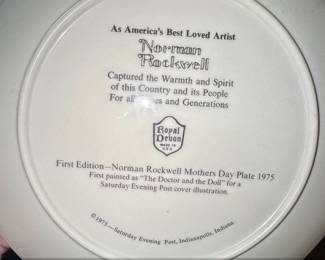 As America's Best Loved Artist
Norman
Rockwell
Captured the Warmth and Spirit
of this Country and its People
For all and Generations
Royal
Devon
MADE IN
U.S.A.
First Edition—Norman Rockwell Mothers Day Plate 1975
First painted as "The Doctor and the Doll" for a
Saturday Evening Post cover illustration.
©1975—Saturday Evening Post, Indianapolis, Indiana.